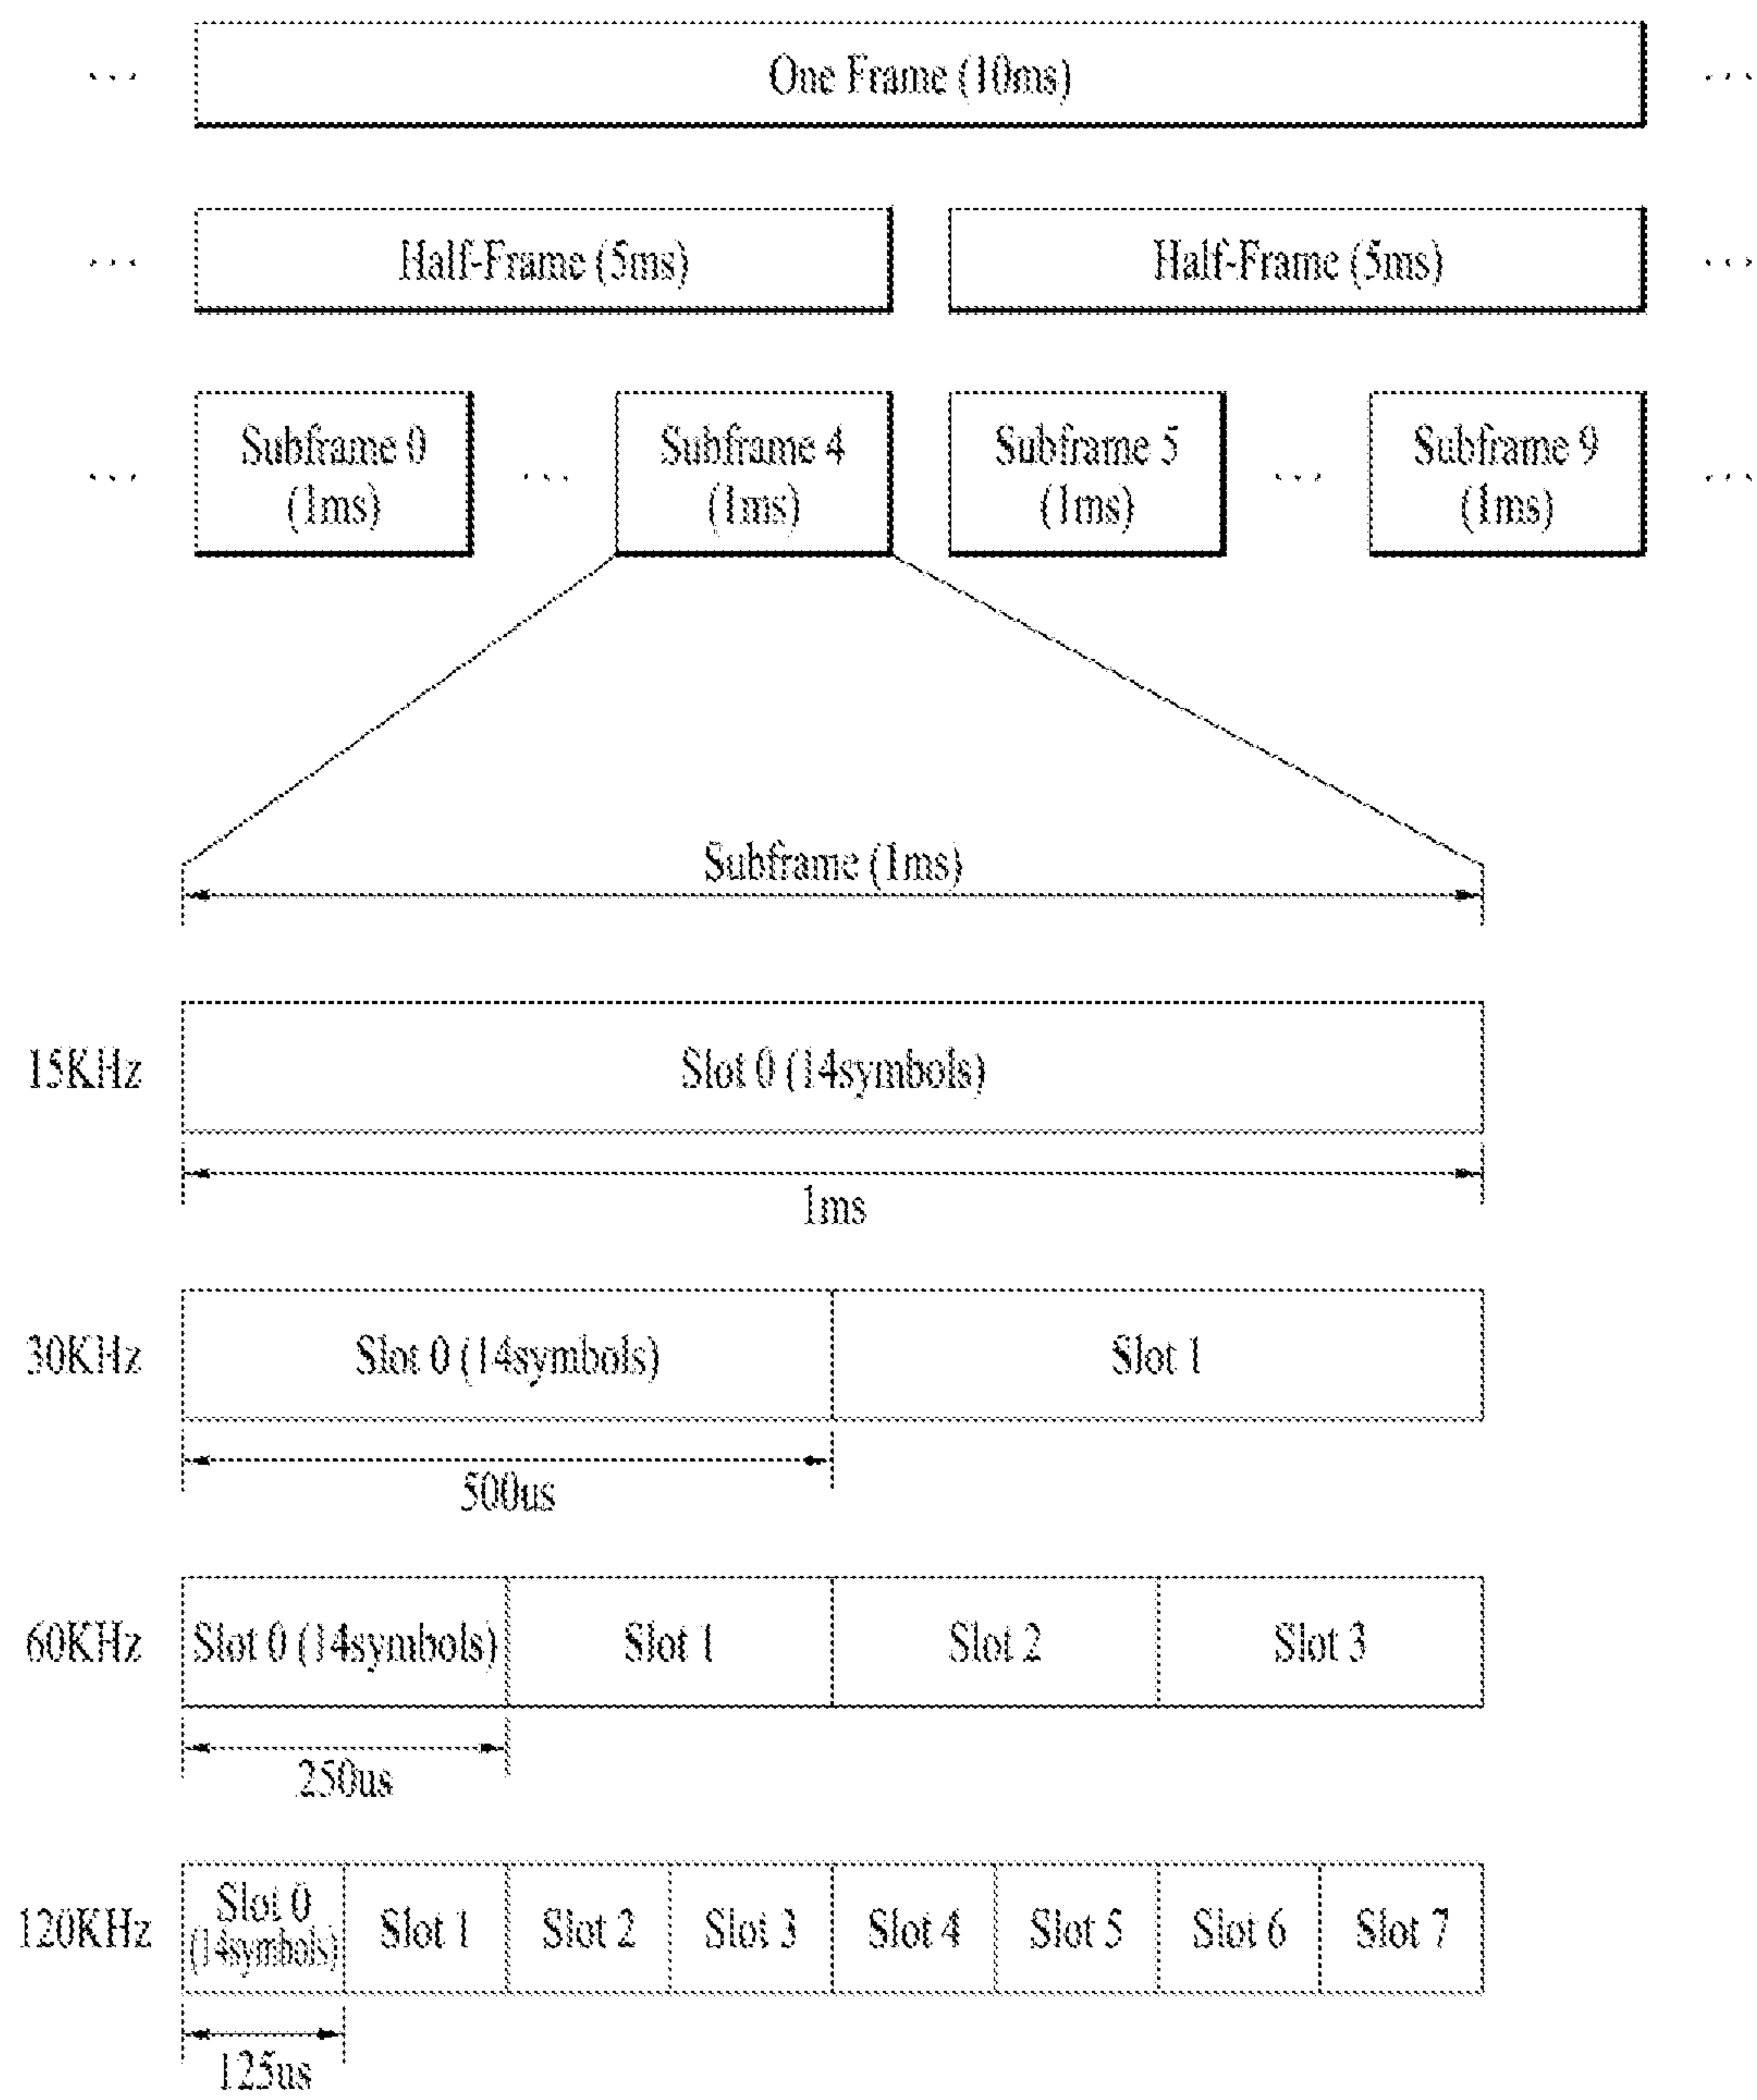 ... One Frame (10ms) ...
... Half-Frame (5ms) Half-Frame (5ms) ...
Subframe 0 Subframe 4 Subframe 5 Subframe 9
... (1ms) ... (1ms) (1ms) ... (1ms) ...
Subframe (1ms)
15KHz Slot 0 (14symbols)
1ms
30KHz Slot 0 (14symbols) Slot 1
500us
60KHz Slot 0 (14symbols) Slot 1 Slot 2 Slot 3
250us
120KHz Slot 0 (14symbols) Slot 1 Slot 2 Slot 3 Slot 4 Slot 5 Slot 6 Slot 7
125us